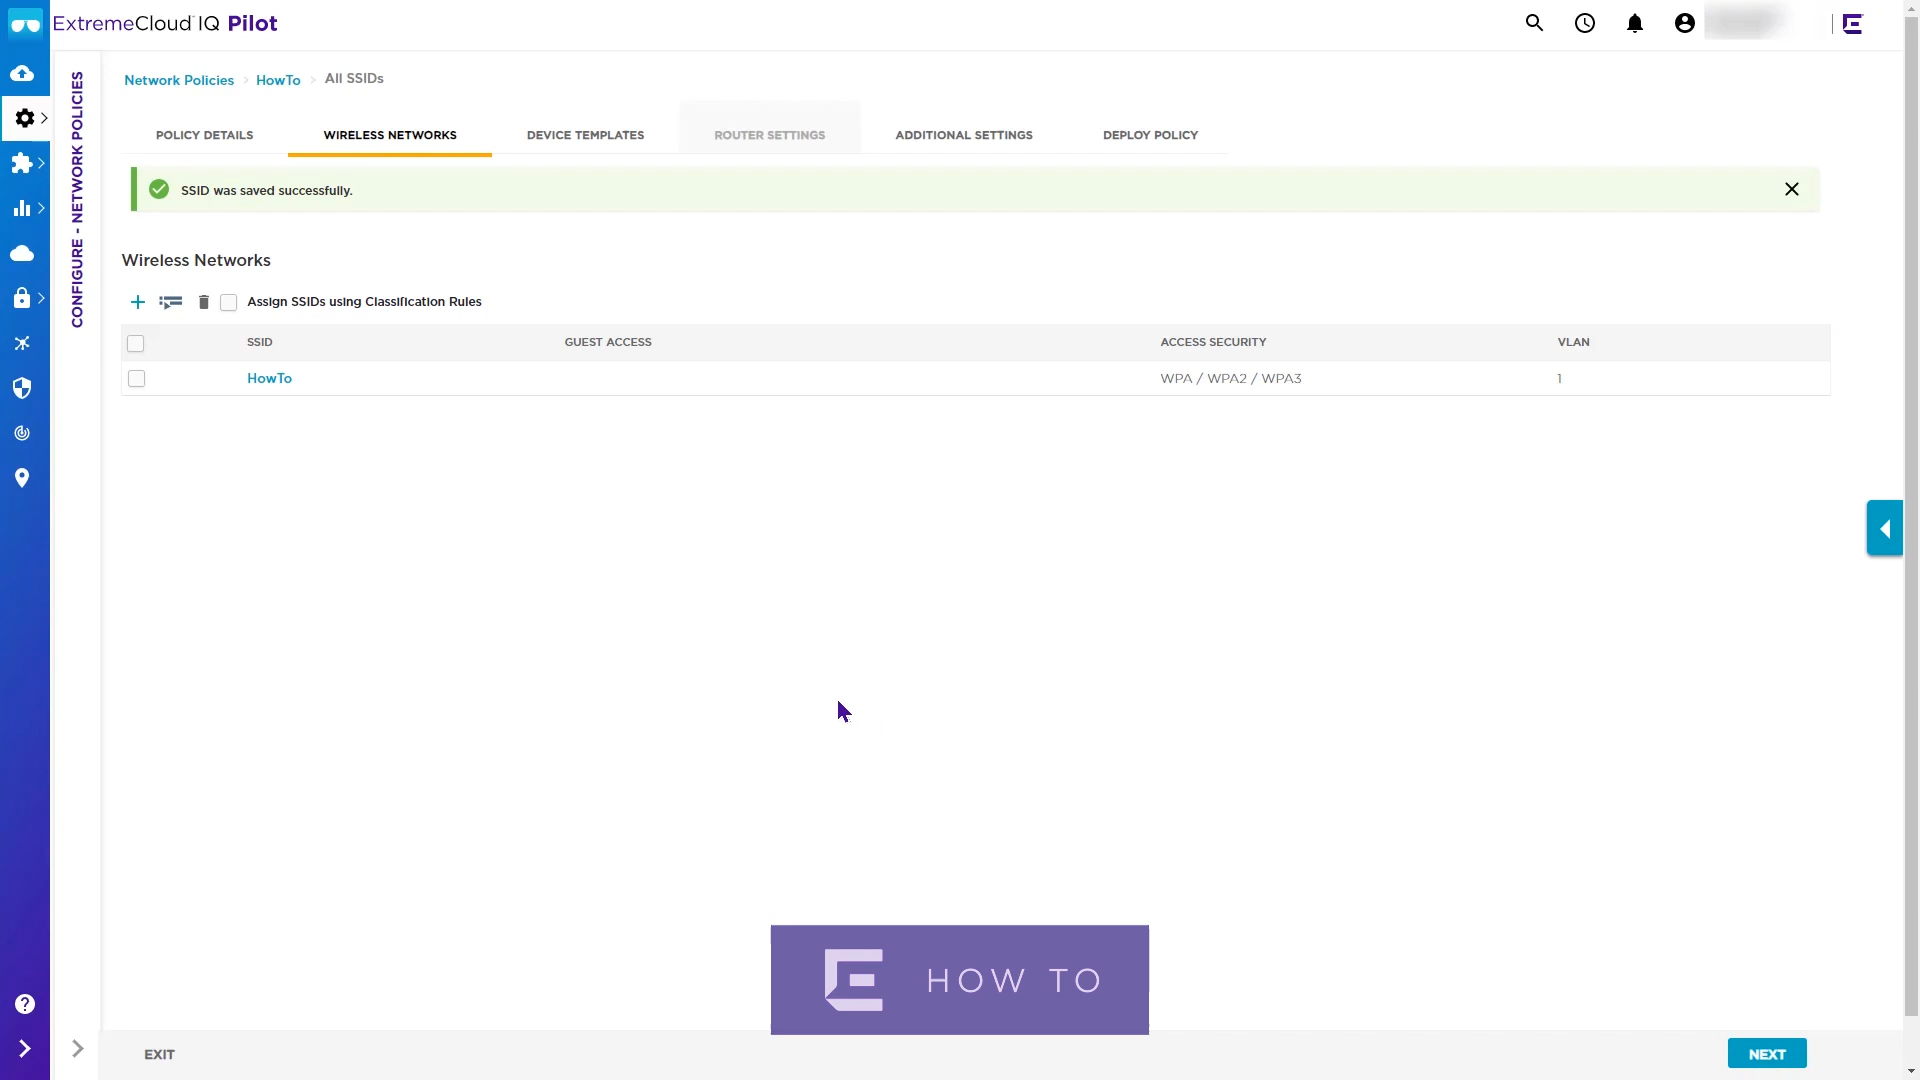 ExtremeCloud™ IQ Pilot
CONFIGURE - NETWORK POLICIES
Network Policies > HowTo > All SSIDs
POLICY DETAILS
WIRELESS NETWORKS
DEVICE TEMPLATES
ROUTER SETTINGS
ADDITIONAL SETTINGS
DEPLOY POLICY
SSID was saved successfully.
Wireless Networks
Assign SSIDs using Classification Rules
SSID GUEST ACCESS ACCESS SECURITY VLAN
HowTo WPA / WPA2 / WPA3 1
HOW TO
EXIT
NEXT